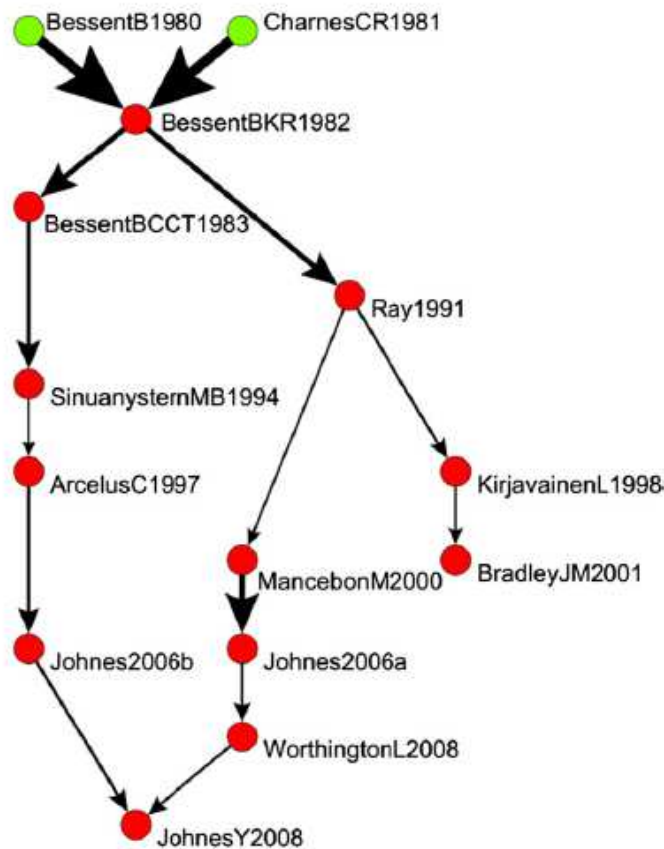 BessentB1980
CharnesCR1981
BessentBKR1982
BessentBCCT1983
Ray1991
SinuanysternMB1994
ArcelusC1997
KirjavainenL1998
MancebonM2000
BradleyJM2001
Johnes2006b
Johnes2006a
WorthingtonL2008
JohnesY2008